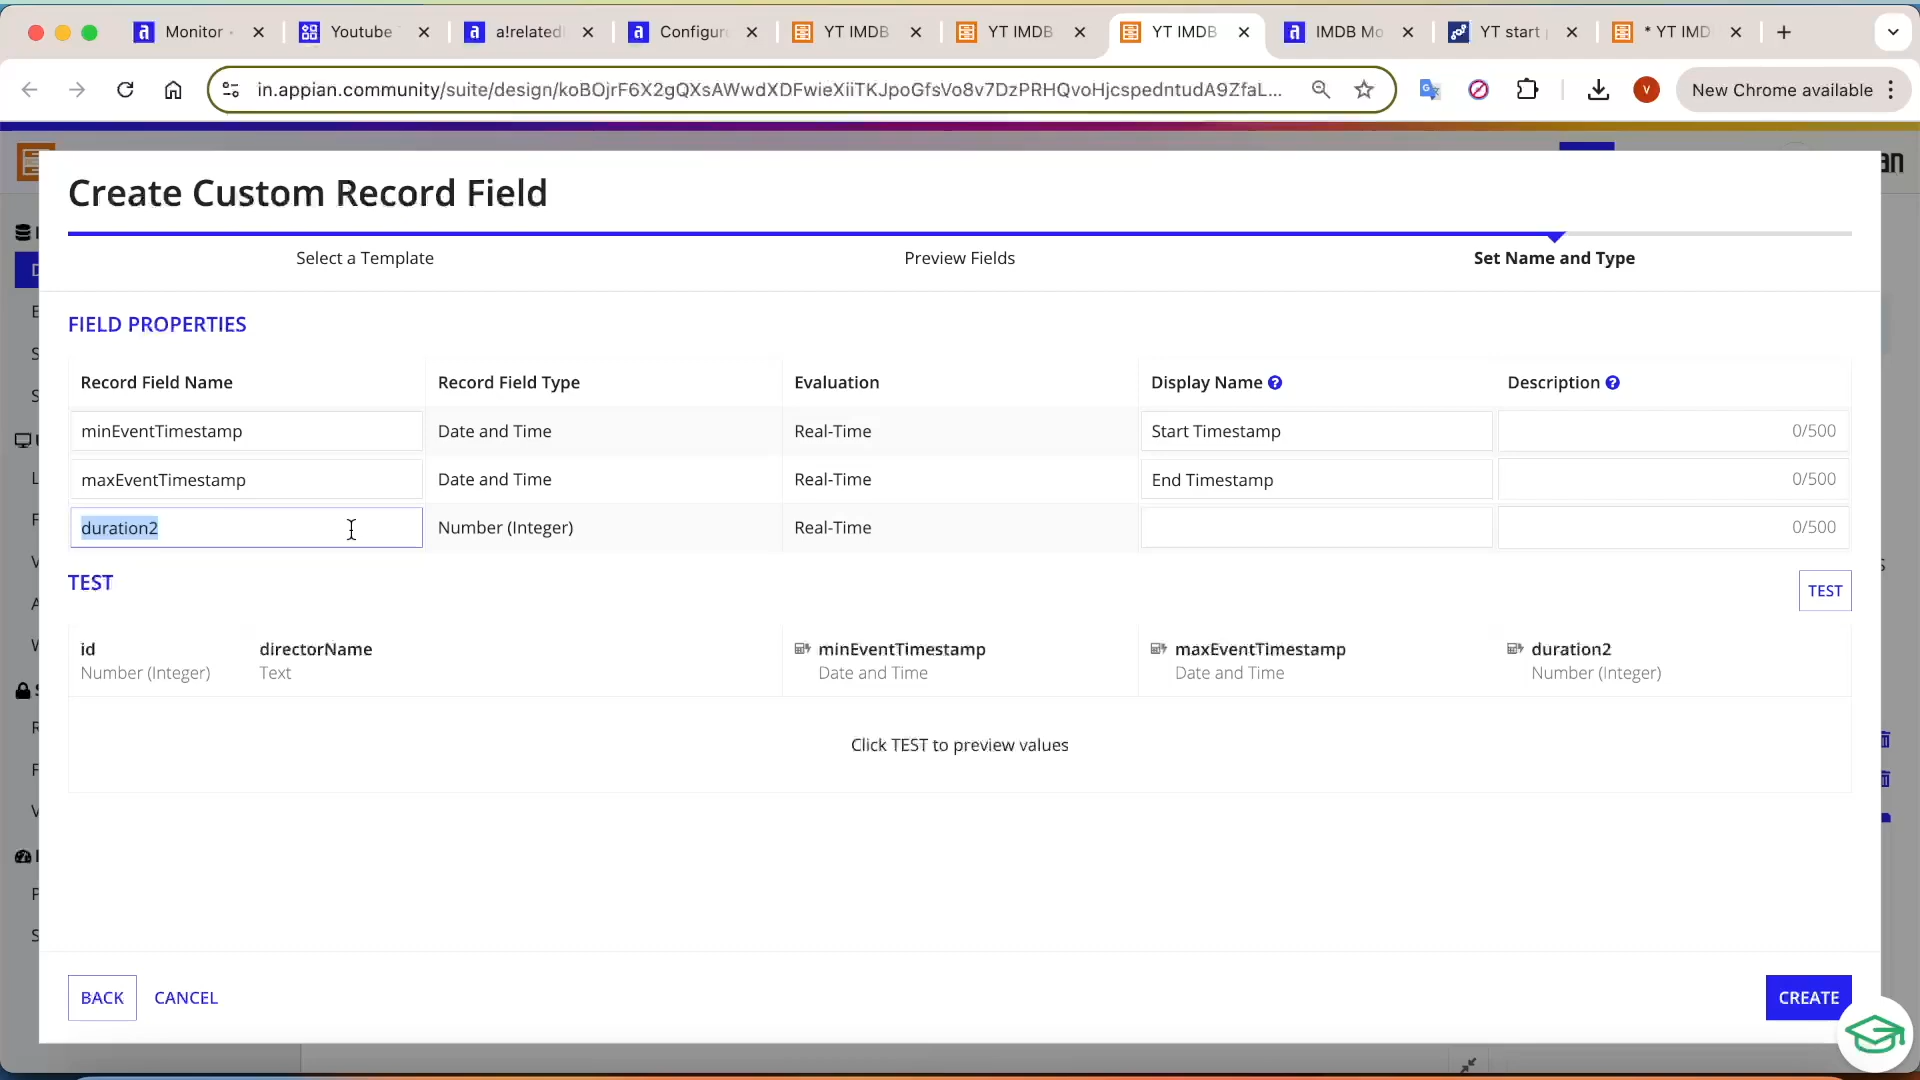 Monitor
Youtube
a!related
Configure
YT IMDB
YT IMDB
YT IMDB
IMDB Mo
YT start
* YT IMD
in.appian.community/suite/design/koBOjrF6X2gQXsAWwdXDFwieXiiTKJpoGfsVo8v7DzPRHQvoHjcspedntudA9ZfaL...
V
New Chrome available
Create Custom Record Field
Select a Template
Preview Fields
Set Name and Type
FIELD PROPERTIES
Record Field Name
Record Field Type
Evaluation
Display Name
Description
minEventTimestamp
Date and Time
Real-Time
Start Timestamp
0/500
maxEventTimestamp
Date and Time
Real-Time
End Timestamp
0/500
duration2
Number (Integer)
Real-Time
0/500
TEST
TEST
id
directorName
minEventTimestamp
maxEventTimestamp
duration2
Number (Integer)
Text
Date and Time
Date and Time
Number (Integer)
Click TEST to preview values
BACK
CANCEL
CREATE